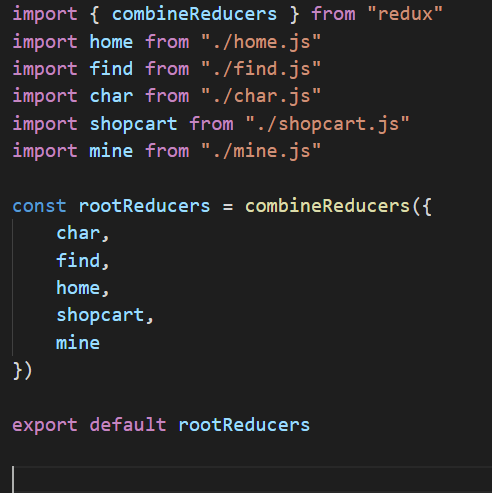 import { combineReducers } from "redux"
import home from "./home.js"
import find from "./find.js"
import char from "./char.js"
import shopcart from "./shopcart.js"
import mine from "./mine.js"
const rootReducers = combineReducers({
    char,
    find,
    home,
    shopcart,
    mine
})
export default rootReducers